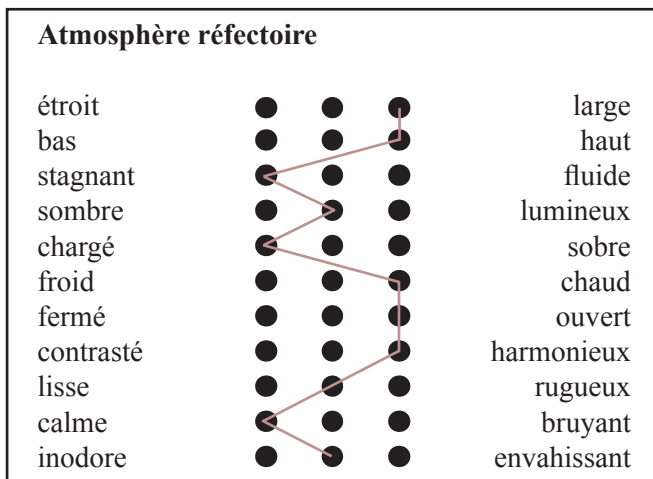 Atmosphère réfectoire
étroit large
bas haut
stagnant fluide
sombre lumineux
chargé sobre
froid chaud
fermé ouvert
contrasté harmonieux
lisse rugueux
calme bruyant
inodore envahissant